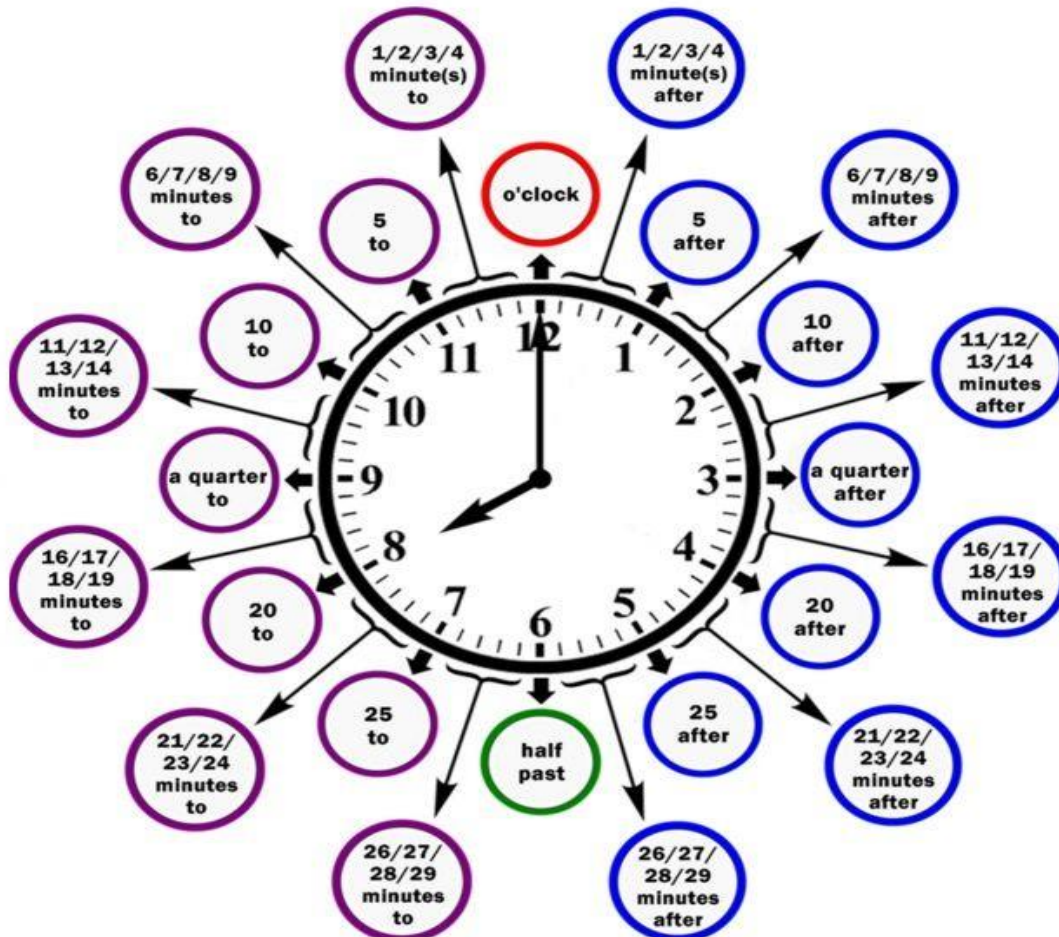 1/2/3/4
minute(s)
to
1/2/3/4
minute(s)
after
6/7/8/9
minutes
to
5
to
o'clock
5
after
6/7/8/9
minutes
after
11/12/
13/14
minutes
to
10
to
10
after
11/12/
13/14
minutes
after
a quarter
to
a quarter
after
16/17/
18/19
minutes
to
20
to
20
after
16/17/
18/19
minutes
after
21/22/
23/24
minutes
to
25
to
half
past
25
after
21/22/
23/24
minutes
after
26/27/
28/29
minutes
to
26/27/
28/29
minutes
after
12
1
2
3
4
5
6
7
8
9
10
11